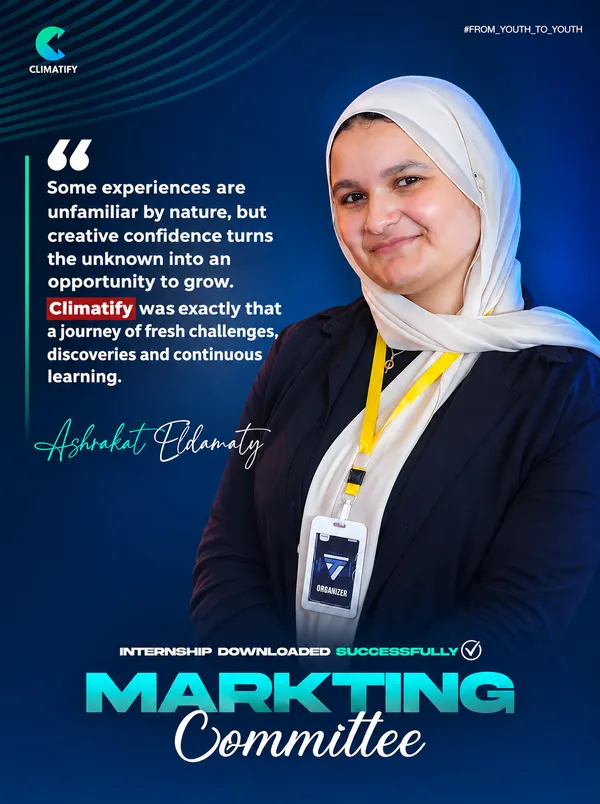 #FROM_YOUTH_TO_YOUTH
CLIMATIFY
Some experiences are
unfamiliar by nature, but
creative confidence turns
the unknown into an
opportunity to grow.
Climatify was exactly that
a journey of fresh challenges,
discoveries and continuous
learning.
Ashrakat Eldamaty
ORGANIZER
INTERNSHIP DOWNLOADED SUCCESSFULLY
MARKTING
Committee